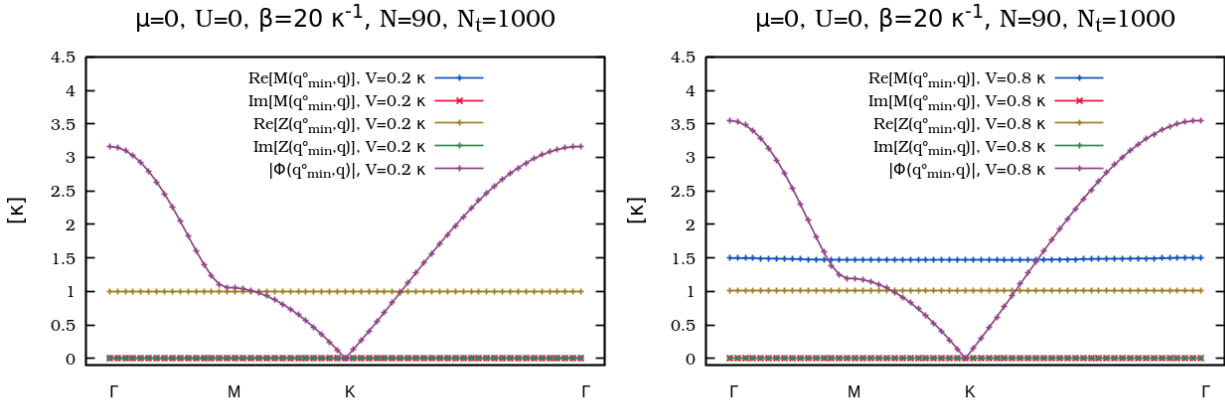 μ=0, U=0, β=20 κ⁻¹, N=90, Nₜ=1000
[κ]
4.5
4
3.5
3
2.5
2
1.5
1
0.5
0
Re[M(q°ₘᵢₙ,q)], V=0.2 κ
Im[M(q°ₘᵢₙ,q)], V=0.2 κ
Re[Z(q°ₘᵢₙ,q)], V=0.2 κ
Im[Z(q°ₘᵢₙ,q)], V=0.2 κ
|Φ(q°ₘᵢₙ,q)|, V=0.2 κ
Γ M K Γ
μ=0, U=0, β=20 κ⁻¹, N=90, Nₜ=1000
[κ]
4.5
4
3.5
3
2.5
2
1.5
1
0.5
0
Re[M(q°ₘᵢₙ,q)], V=0.8 κ
Im[M(q°ₘᵢₙ,q)], V=0.8 κ
Re[Z(q°ₘᵢₙ,q)], V=0.8 κ
Im[Z(q°ₘᵢₙ,q)], V=0.8 κ
|Φ(q°ₘᵢₙ,q)|, V=0.8 κ
Γ M K Γ